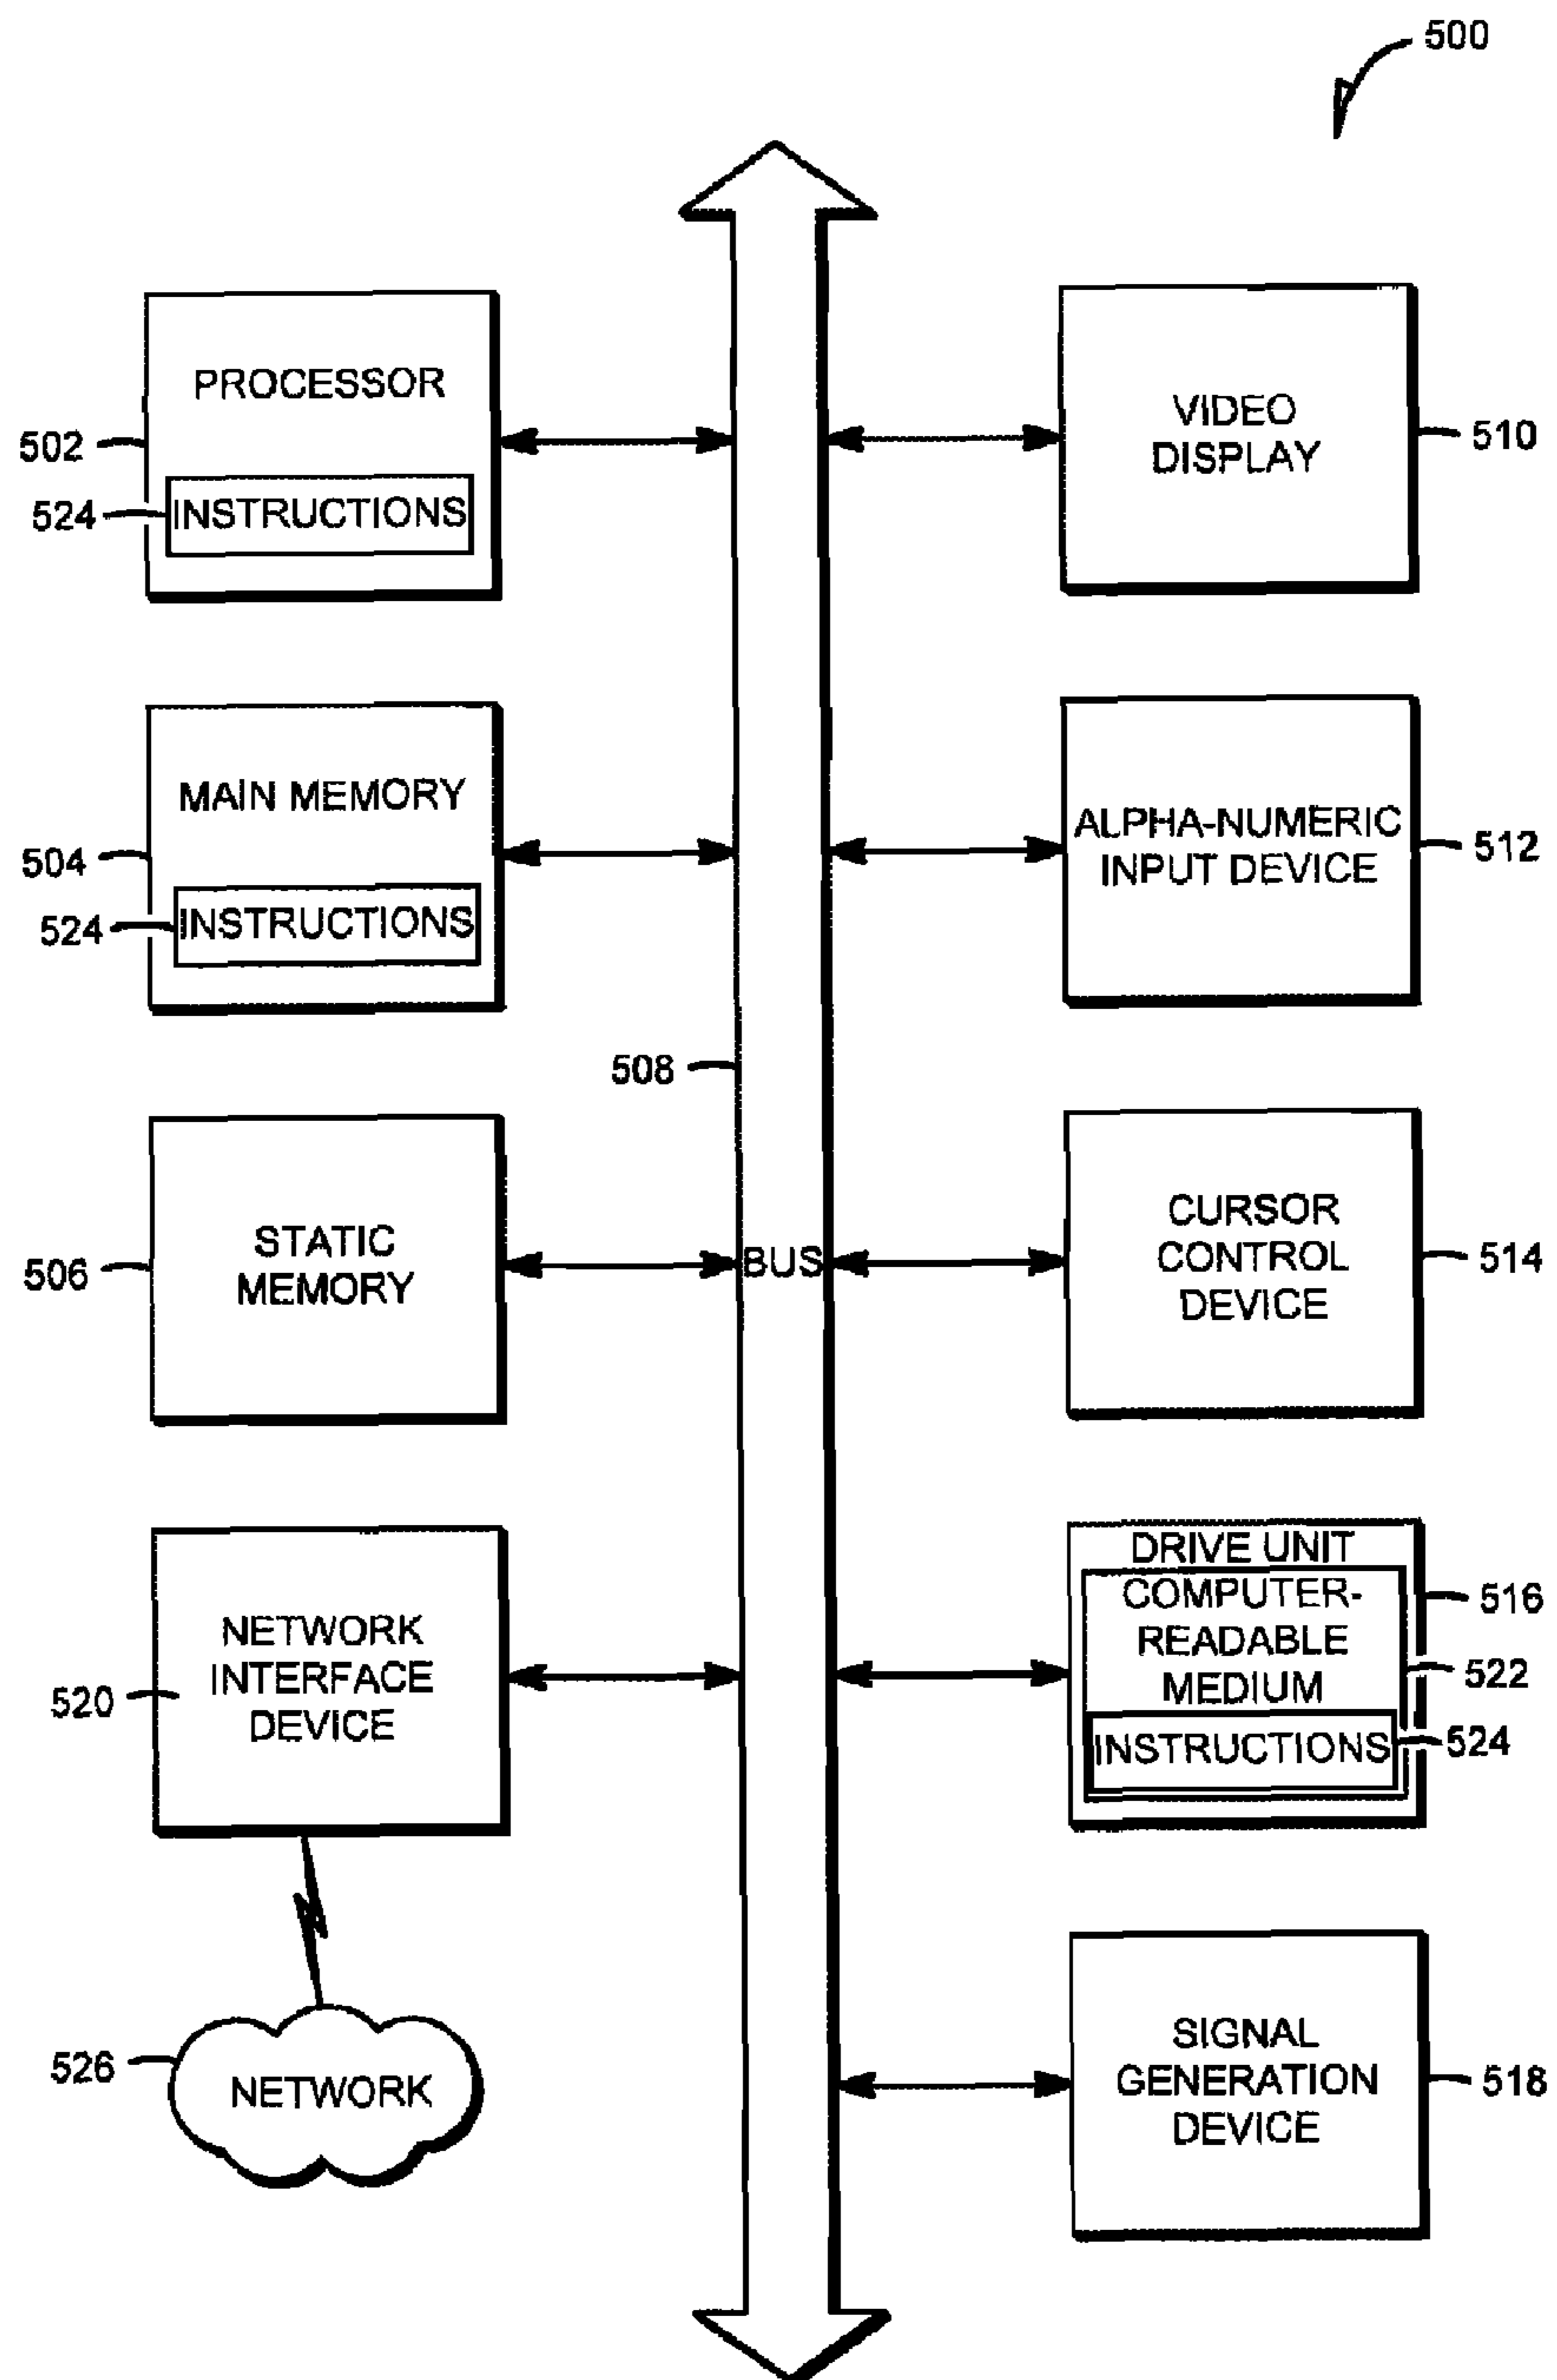 500
PROCESSOR
502
524
INSTRUCTIONS
VIDEO
DISPLAY
510
MAIN MEMORY
504
524
INSTRUCTIONS
ALPHA-NUMERIC
INPUT DEVICE
512
508
STATIC
MEMORY
506
BUS
CURSOR
CONTROL
DEVICE
514
NETWORK
INTERFACE
DEVICE
520
DRIVE UNIT
COMPUTER-
READABLE
MEDIUM
INSTRUCTIONS
516
522
524
526
NETWORK
SIGNAL
GENERATION
DEVICE
518